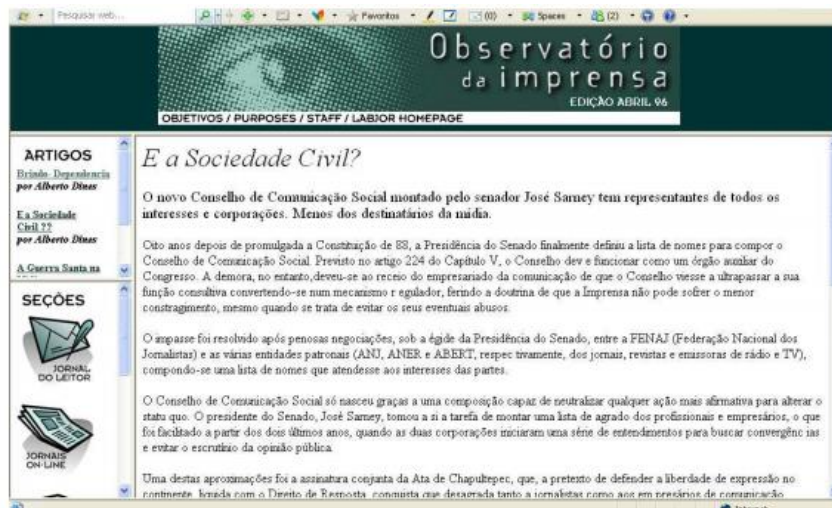 Pesquisar web...
Favoritos
(0)
Spaces
(2)
Observatório
da imprensa
EDIÇÃO ABRIL 96
OBJETIVOS / PURPOSES / STAFF / LABJOR HOMEPAGE
ARTIGOS
Brindo-Dependencia
por Alberto Dines
E a Sociedade
Civil ??
por Alberto Dines
A Guerra Santa na
SEÇÕES
JORNAL
DO LEITOR
JORNAIS
ON-LINE
E a Sociedade Civil?
O novo Conselho de Comunicação Social montado pelo senador José Sarney tem representantes de todos os
interesses e corporações. Menos dos destinatários da mídia.
Oito anos depois de promulgada a Constituição de 88, a Presidência do Senado finalmente definiu a lista de nomes para compor o
Conselho de Comunicação Social. Previsto no artigo 224 do Capítulo V, o Conselho dev e funcionar como um órgão auxiliar do
Congresso. A demora, no entanto,deveu-se ao receio do empresariado da comunicação de que o Conselho viesse a ultrapassar a sua
função consultiva convertendo-se num mecanismo r egulador, ferindo a doutrina de que a Imprensa não pode sofrer o menor
constragimento, mesmo quando se trata de evitar os seus eventuais abusos.
O impasse foi resolvido após penosas negociações, sob a égide da Presidência do Senado, entre a FENAJ (Federação Nacional dos
Jornalistas) e as várias entidades patronais (ANJ, ANER e ABERT, respec tivamente, dos jornais, revistas e emissoras de rádio e TV),
compondo-se uma lista de nomes que atendesse aos interesses das partes.
O Conselho de Comunicação Social só nasceu graças a uma composição capaz de neutralizar qualquer ação mais afirmativa para alterar o
statu quo. O presidente do Senado, José Sarney, tomou a si a tarefa de montar uma lista de agrado dos profissionais e empresários, o que
foi facilitado a partir dos dois últimos anos, quando as duas corporações iniciaram uma série de entendimentos para buscar convergênc ias
e evitar o escrutínio da opinião pública.
Uma destas aproximações foi a assinatura conjunta da Ata de Chapultepec, que, a pretexto de defender a liberdade de expressão no
continente, liquida com o Direito de Resposta, conquista que desagrada tanto a jornalistas como aos em presários de comunicação.